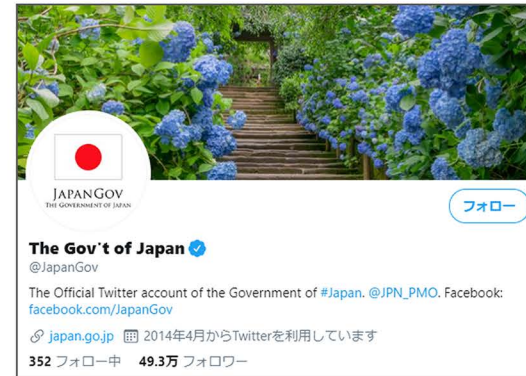 JAPANGOV
THE GOVERNMENT OF JAPAN
フォロー
The Gov't of Japan
@JapanGov
The Official Twitter account of the Government of #Japan. @JPN_PMO. Facebook:
facebook.com/JapanGov
japan.go.jp 2014年4月からTwitterを利用しています
352 フォロー中 49.3万 フォロワー